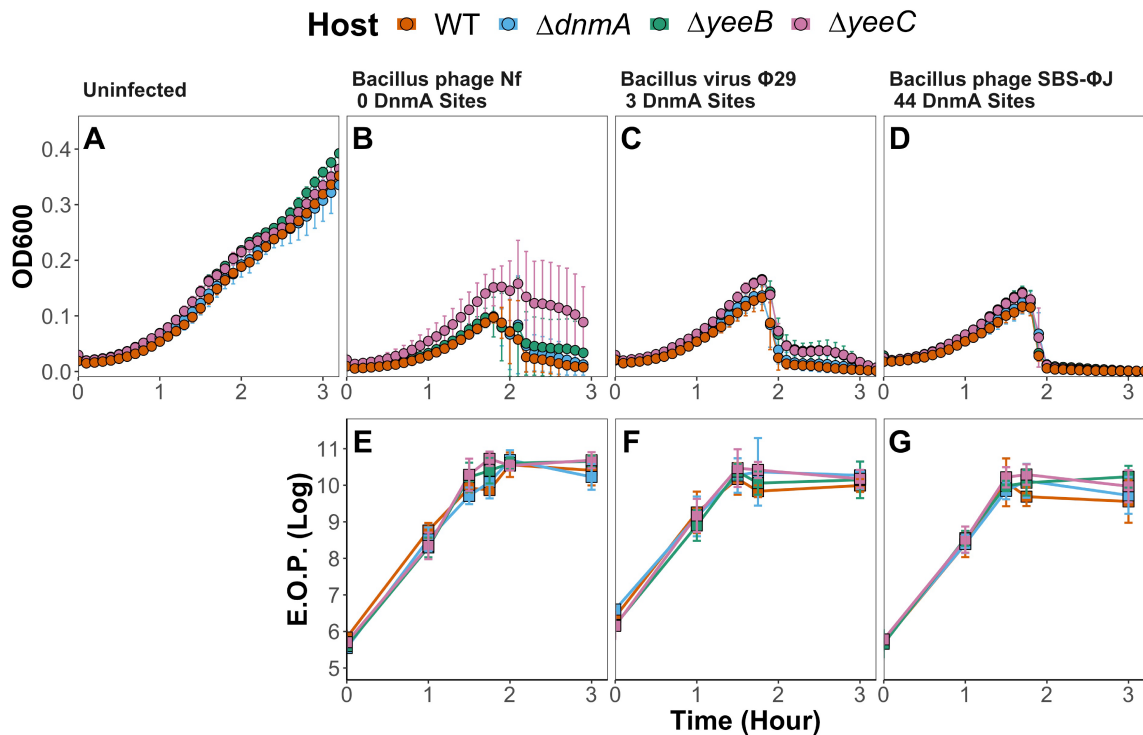 Host WT ΔdnmA ΔyeeB ΔyeeC
Uninfected
Bacillus phage Nf
0 DnmA Sites
Bacillus virus Φ29
3 DnmA Sites
Bacillus phage SBS-ΦJ
44 DnmA Sites
A
B
C
D
OD600
0.4
0.3
0.2
0.1
0.0
0 1 2 3
0 1 2 3
0 1 2 3
0 1 2 3
E
F
G
E.O.P. (Log)
11
10
9
8
7
6
5
0 1 2 3
0 1 2 3
0 1 2 3
Time (Hour)